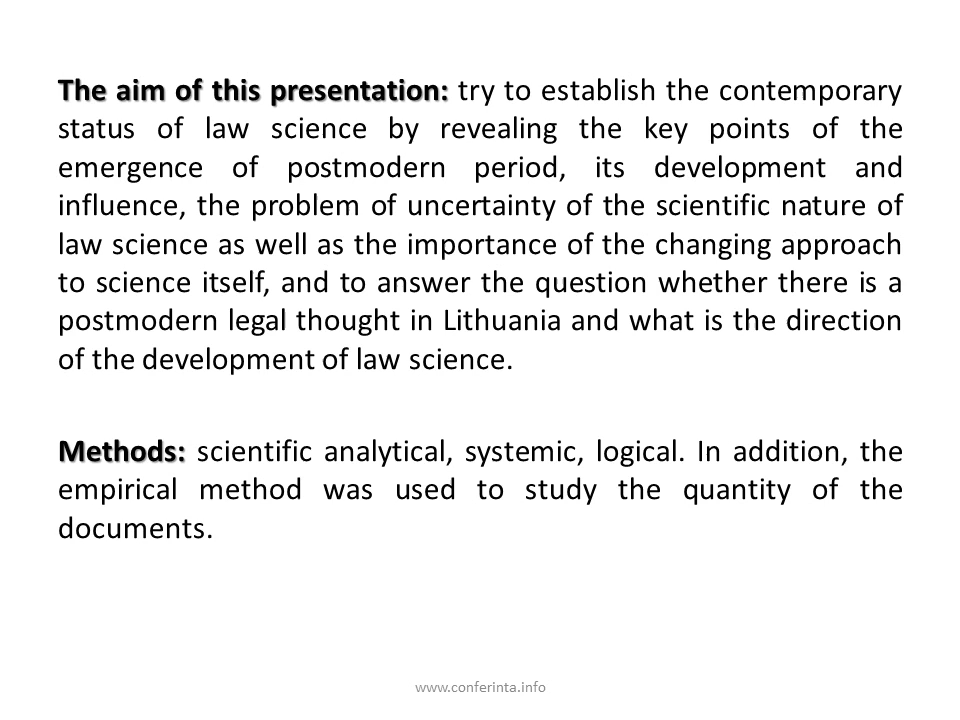 The aim of this presentation: try to establish the contemporary
status of law science by revealing the key points of the
emergence of postmodern period, its development and
influence, the problem of uncertainty of the scientific nature of
law science as well as the importance of the changing approach
to science itself, and to answer the question whether there is a
postmodern legal thought in Lithuania and what is the direction
of the development of law science.
Methods: scientific analytical, systemic, logical. In addition, the
empirical method was used to study the quantity of the
documents.
www.conferinta.info